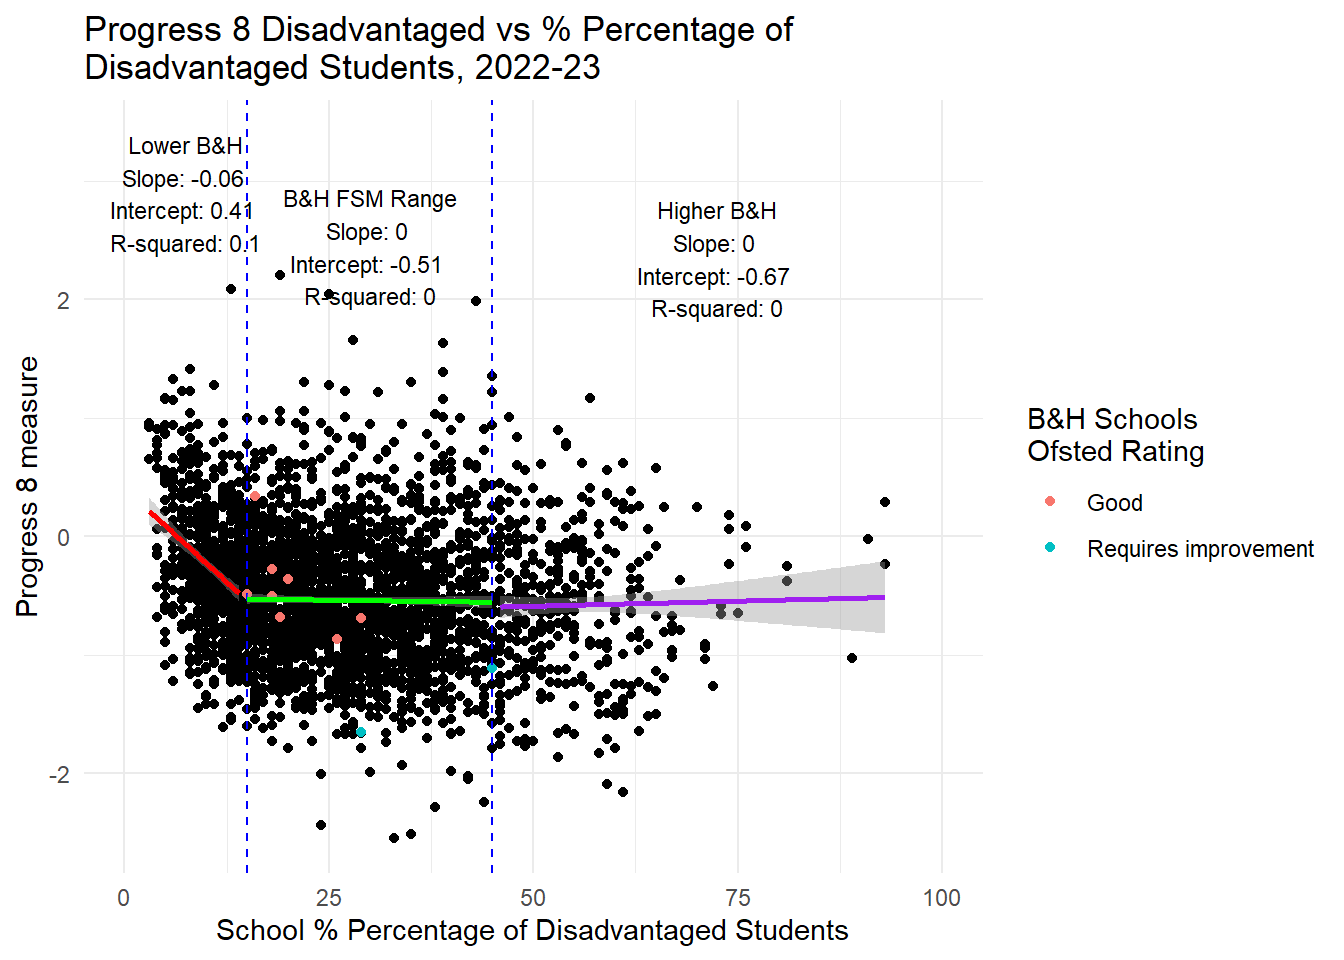 Progress 8 Disadvantaged vs % Percentage of
Disadvantaged Students, 2022-23
Lower B&H
Slope: -0.06
Intercept: 0.41
R-squared: 0.1
B&H FSM Range
Slope: 0
Intercept: -0.51
R-squared: 0
Higher B&H
Slope: 0
Intercept: -0.67
R-squared: 0
2
0
-2
Progress 8 measure
0
25
50
75
100
School % Percentage of Disadvantaged Students
B&H Schools
Ofsted Rating
Good
Requires improvement